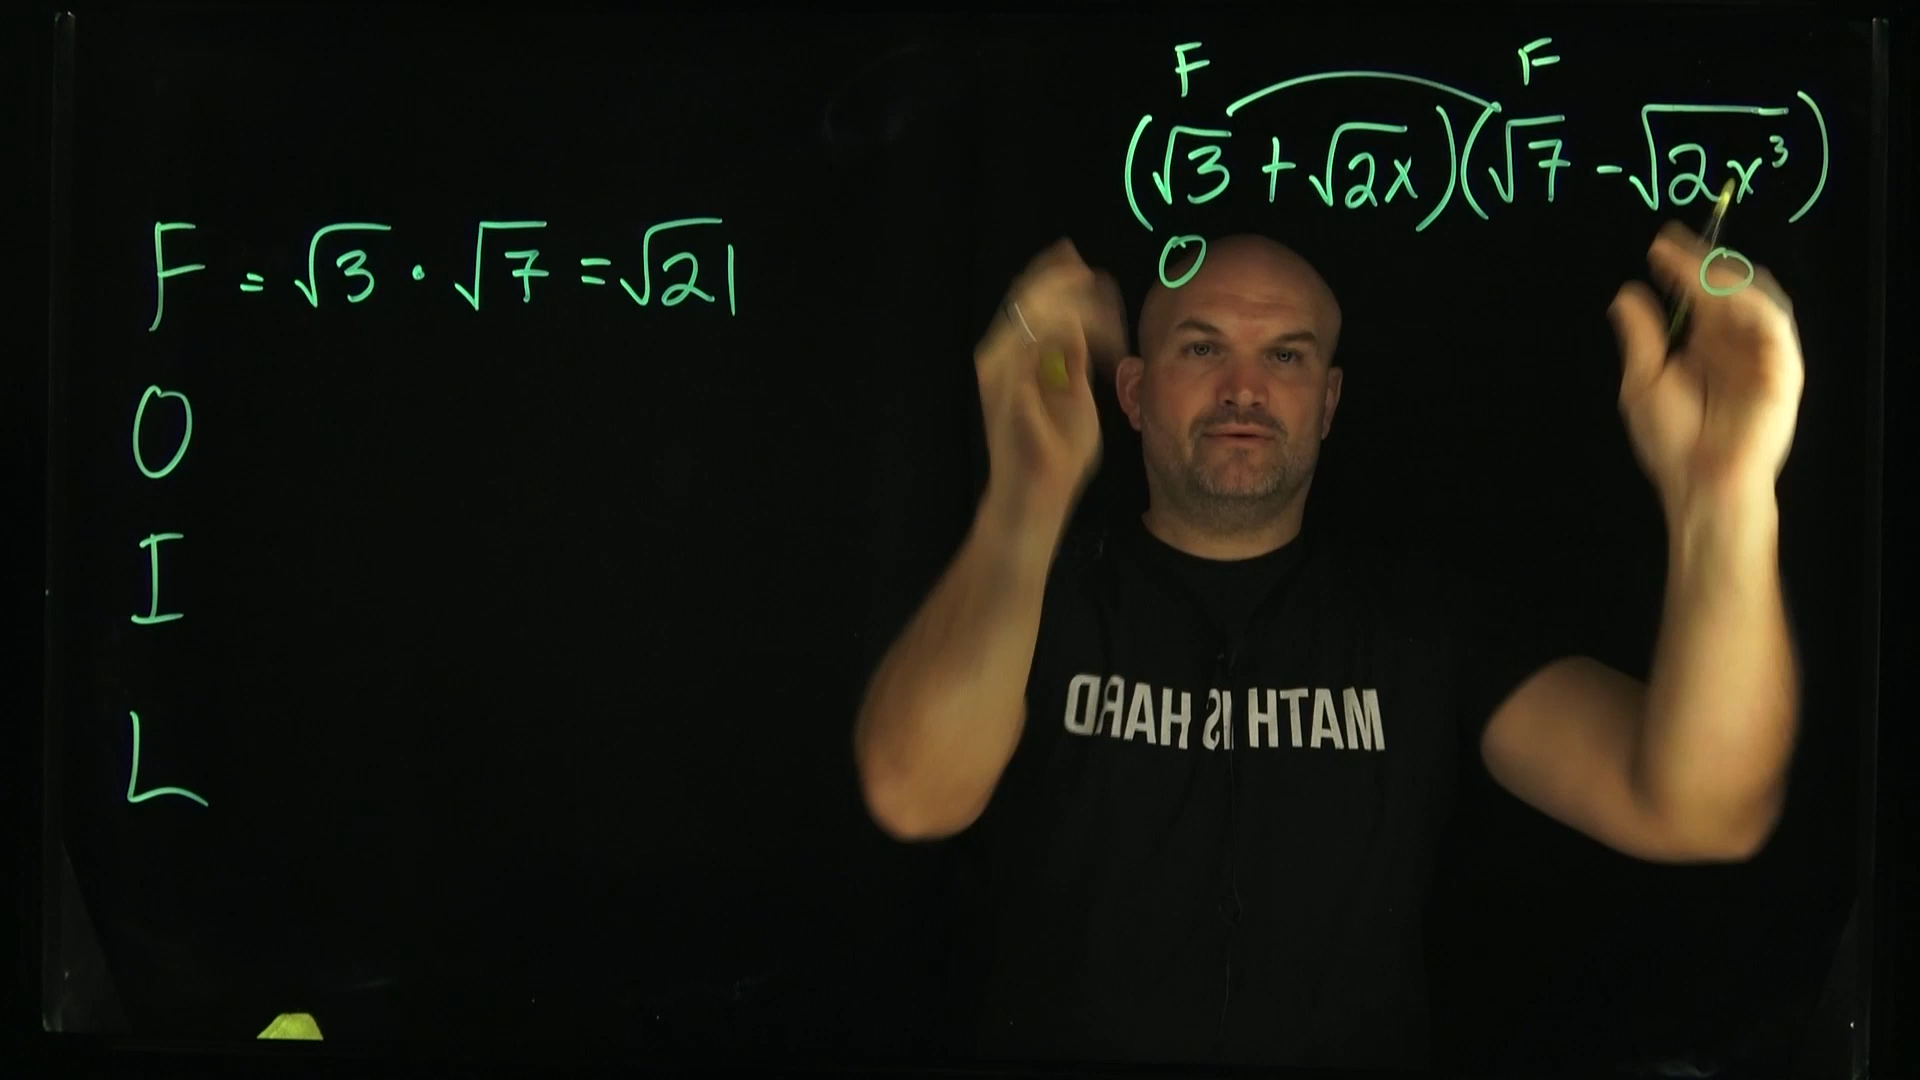 F F
(√3 + √2x)(√7 - √2x³)
O O
F = √3 · √7 = √21
O
I
L
MATH IS HARD